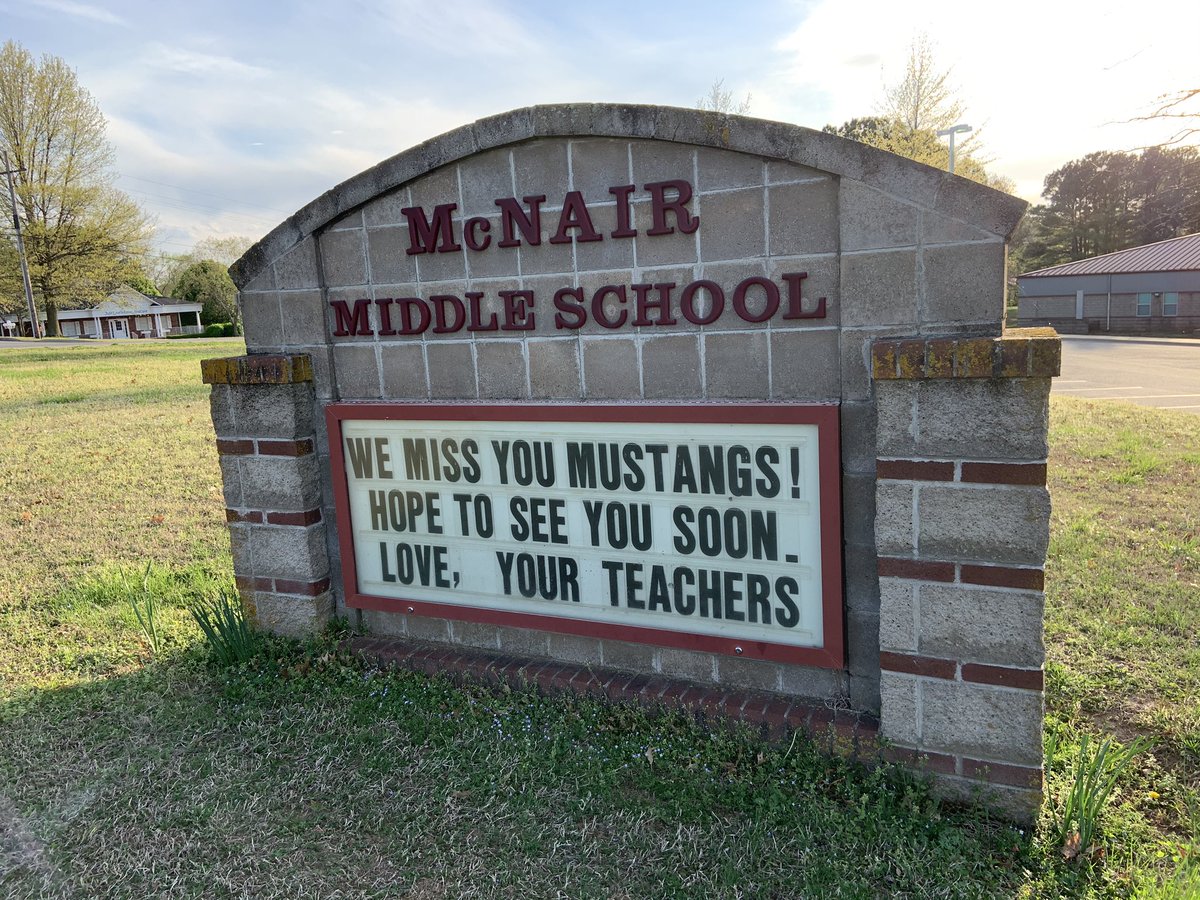 McNAIR
MIDDLE SCHOOL
WE MISS YOU MUSTANGS!
HOPE TO SEE YOU SOON.
LOVE, YOUR TEACHERS